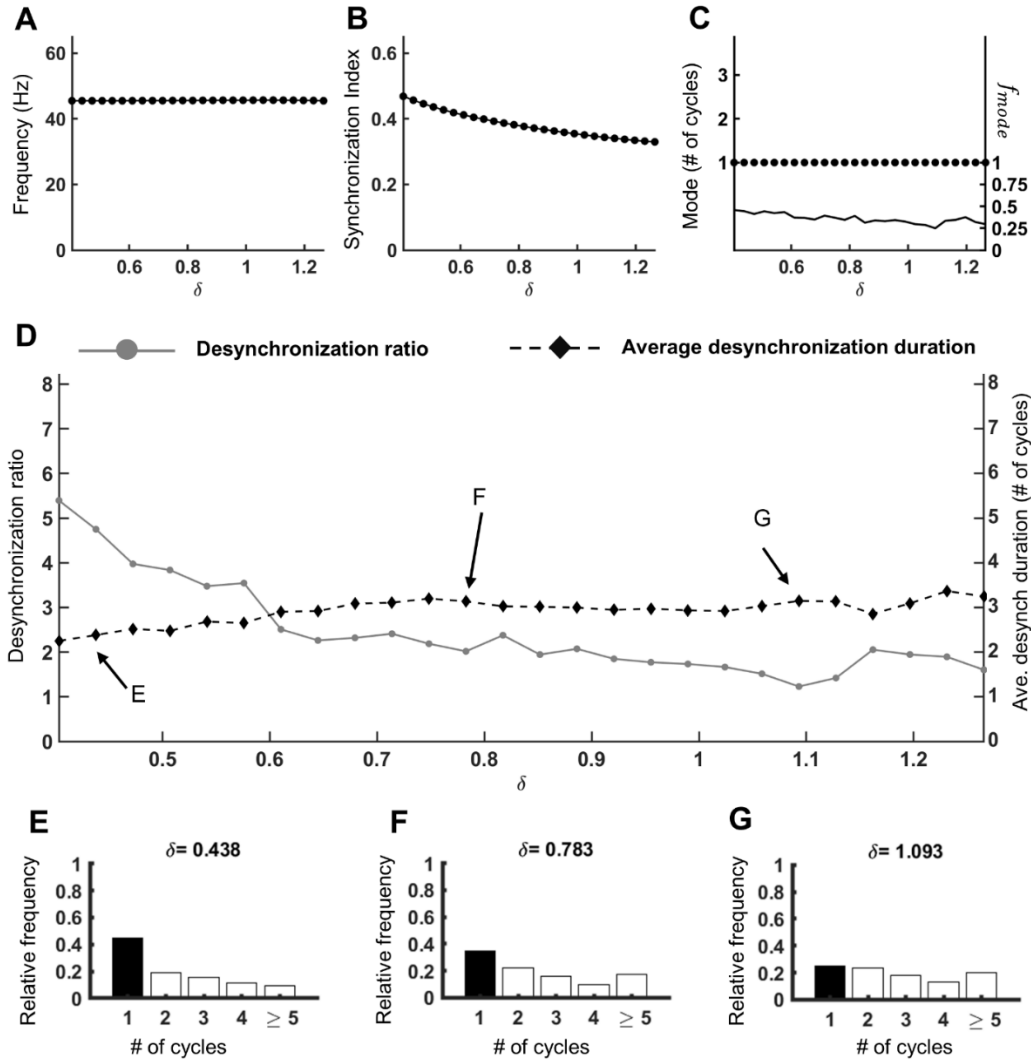 A
Frequency (Hz)
60
40
20
0
0.6 0.8 1 1.2
δ
B
Synchronization Index
0.6
0.4
0.2
0
0.6 0.8 1 1.2
δ
C
Mode (# of cycles)
3
2
1
f_mode
1
0.75
0.5
0.25
0
0.6 0.8 1 1.2
δ
D
Desynchronization ratio
Average desynchronization duration
Desynchronization ratio
8
7
6
5
4
3
2
1
0
E
F
G
Ave. desynch duration (# of cycles)
8
7
6
5
4
3
2
1
0
0.5 0.6 0.7 0.8 0.9 1 1.1 1.2
δ
E
δ= 0.438
Relative frequency
1
0.8
0.6
0.4
0.2
0
1 2 3 4 ≥ 5
# of cycles
F
δ= 0.783
Relative frequency
1
0.8
0.6
0.4
0.2
0
1 2 3 4 ≥ 5
# of cycles
G
δ= 1.093
Relative frequency
1
0.8
0.6
0.4
0.2
0
1 2 3 4 ≥ 5
# of cycles